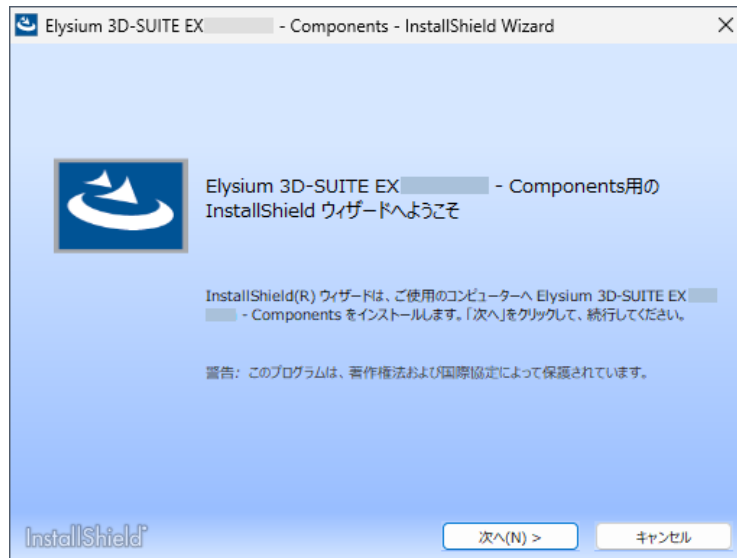 Elysium 3D-SUITE EX - Components - InstallShield Wizard
Elysium 3D-SUITE EX - Components用の
InstallShield ウィザードへようこそ
InstallShield(R) ウィザードは、ご使用のコンピューターへ Elysium 3D-SUITE EX
- Components をインストールします。「次へ」をクリックして、続行してください。
警告: このプログラムは、著作権法および国際協定によって保護されています。
InstallShield
次へ(N) >
キャンセル